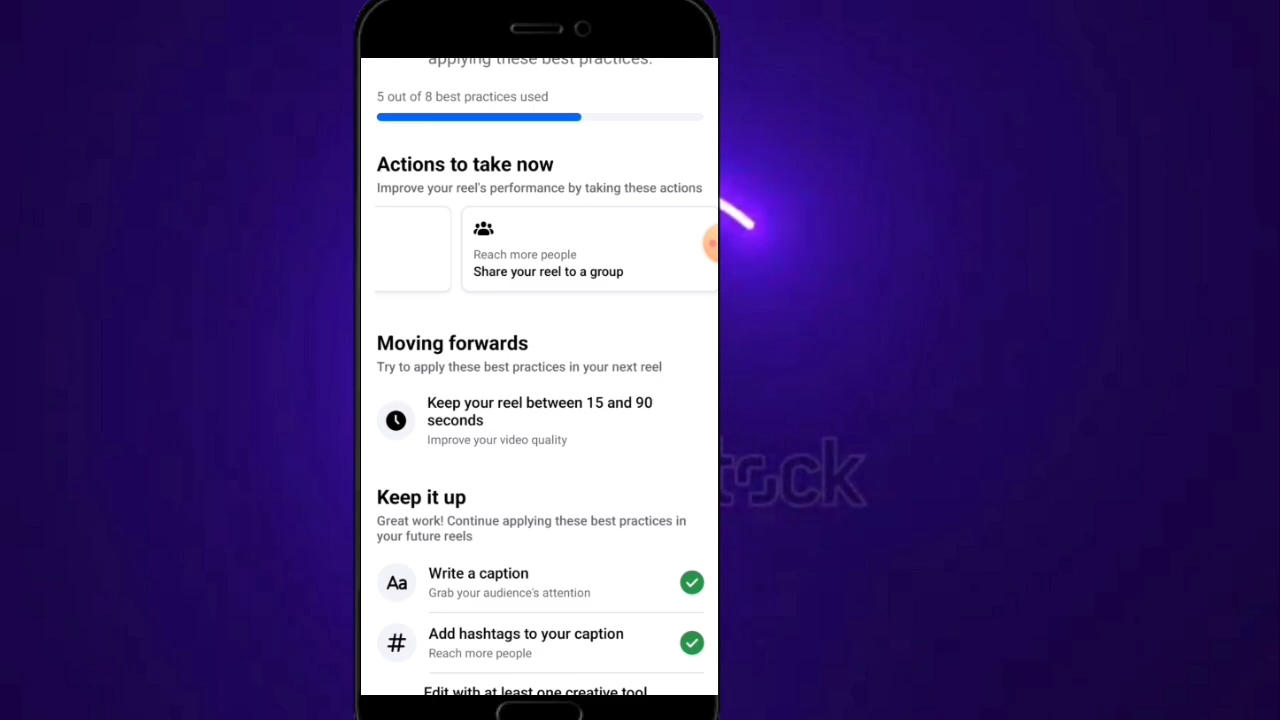 applying these best practices.
5 out of 8 best practices used
Actions to take now
Improve your reel's performance by taking these actions
Reach more people
Share your reel to a group
Moving forwards
Try to apply these best practices in your next reel
Keep your reel between 15 and 90
seconds
Improve your video quality
Keep it up
Great work! Continue applying these best practices in
your future reels
Aa
Write a caption
Grab your audience's attention
#
Add hashtags to your caption
Reach more people
Edit with at least one creative tool